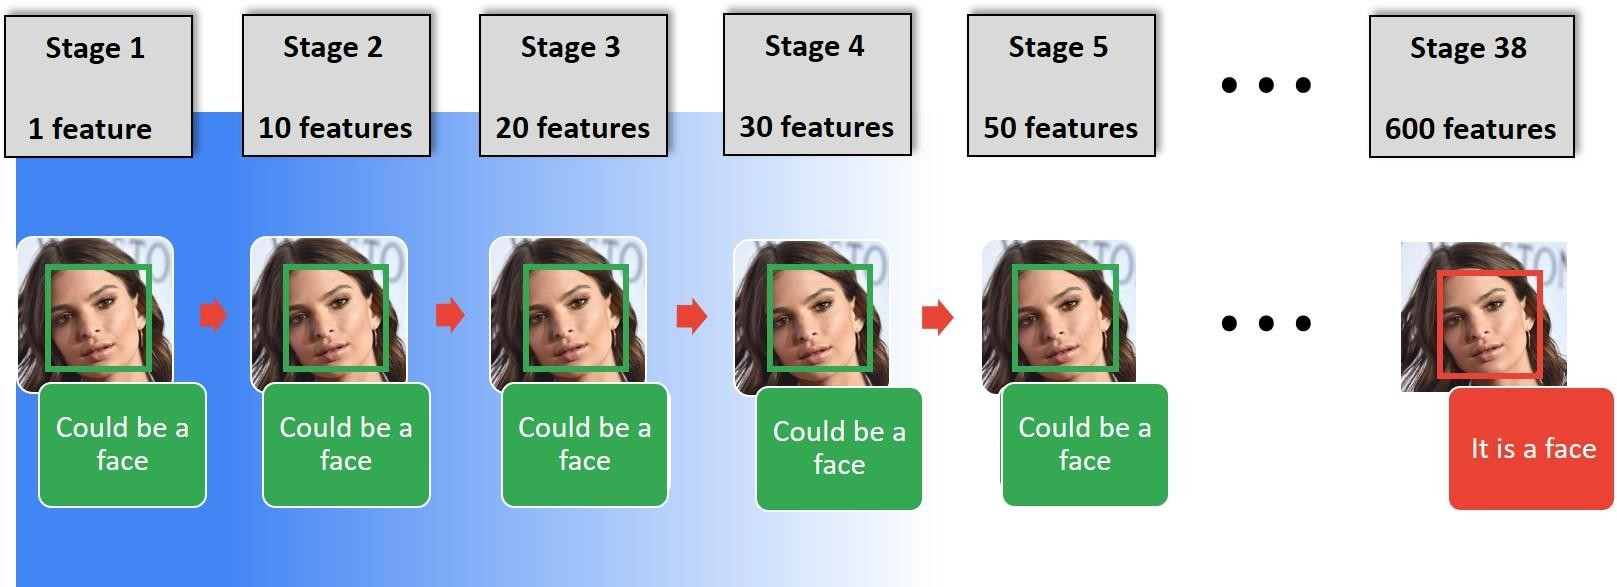 Stage 1
1 feature
Stage 2
10 features
Stage 3
20 features
Stage 4
30 features
Stage 5
50 features
Stage 38
600 features
Could be a
face
Could be a
face
Could be a
face
Could be a
face
Could be a
face
It is a face